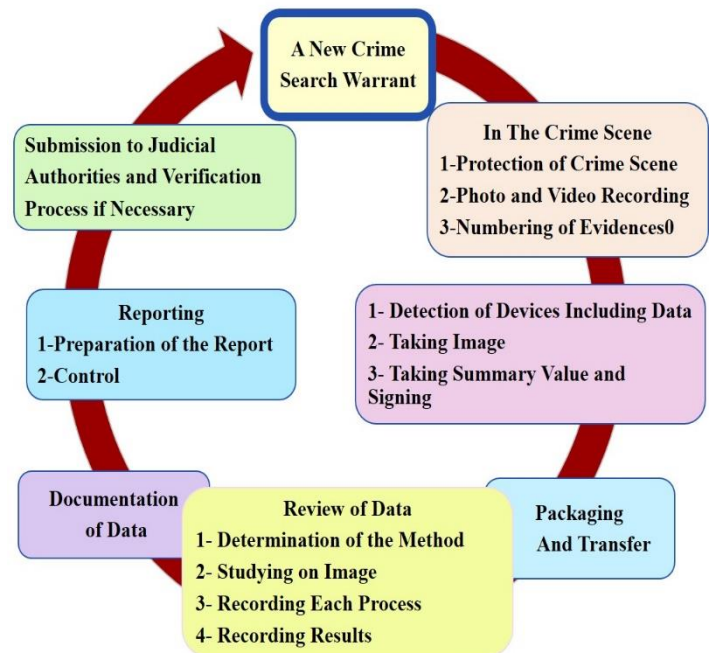 A New Crime
Search Warrant
In The Crime Scene
1-Protection of Crime Scene
2-Photo and Video Recording
3-Numbering of Evidences0
1- Detection of Devices Including Data
2- Taking Image
3- Taking Summary Value and
Signing
Packaging
And Transfer
Review of Data
1- Determination of the Method
2- Studying on Image
3- Recording Each Process
4- Recording Results
Documentation
of Data
Reporting
1-Preparation of the Report
2-Control
Submission to Judicial
Authorities and Verification
Process if Necessary